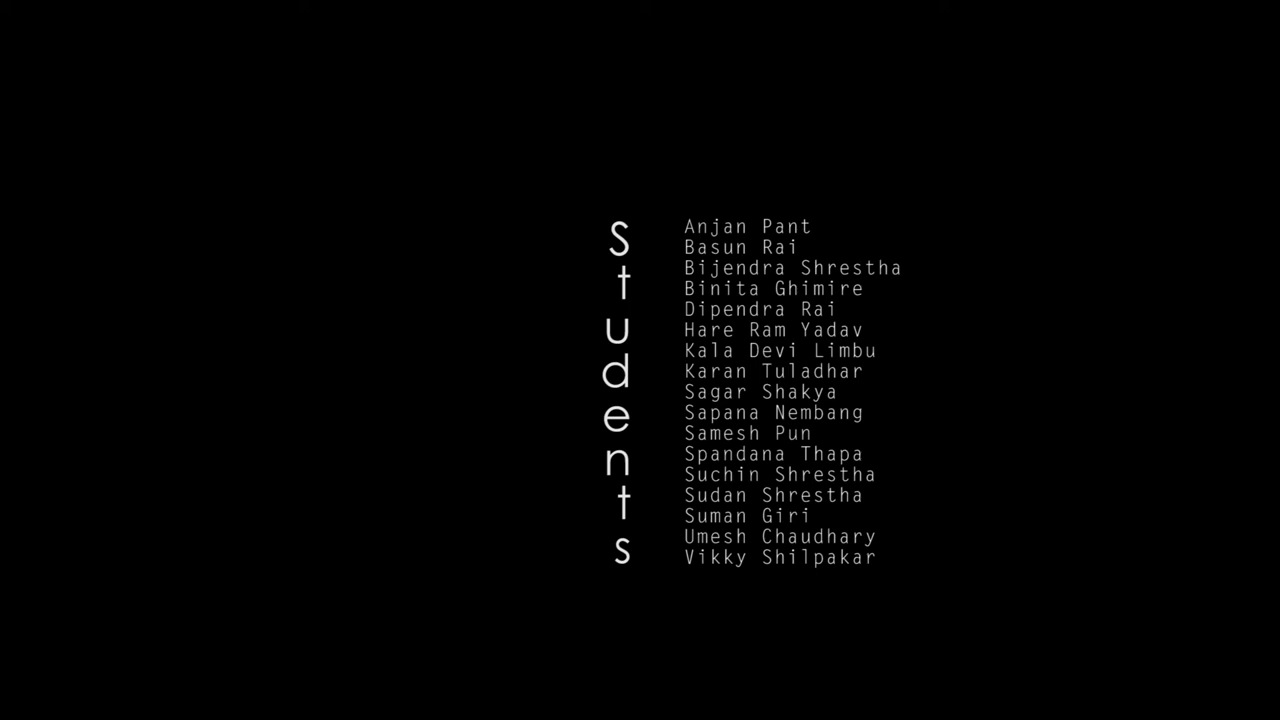 Students
Anjan Pant
Basun Rai
Bijendra Shrestha
Binita Ghimire
Dipendra Rai
Hare Ram Yadav
Kala Devi Limbu
Karan Tuladhar
Sagar Shakya
Sapana Nembang
Samesh Pun
Spandana Thapa
Suchin Shrestha
Sudan Shrestha
Suman Giri
Umesh Chaudhary
Vikky Shilpakar